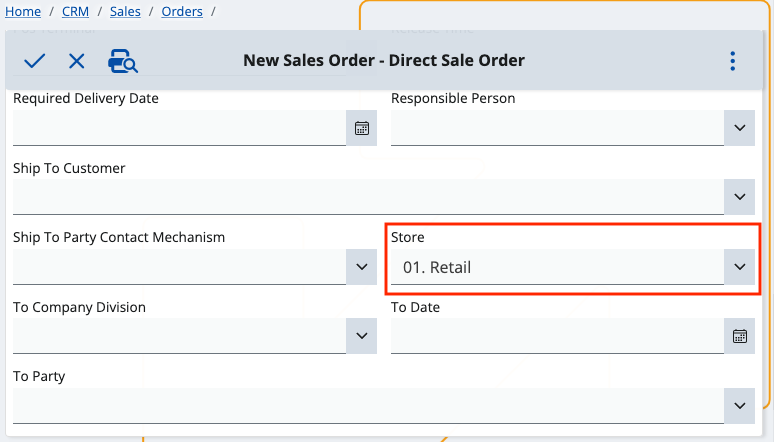 Home / CRM / Sales / Orders /
New Sales Order - Direct Sale Order
Required Delivery Date
Responsible Person
Ship To Customer
Ship To Party Contact Mechanism
Store
01. Retail
To Company Division
To Date
To Party